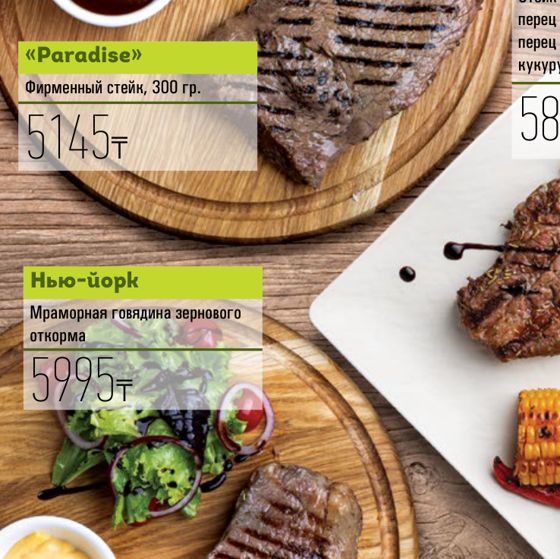 «Paradise»
Фирменный стейк, 300 гр.
5145₸
перец
перец
Нью-йорк
Мраморная говядина зернового
откорма
5995₸